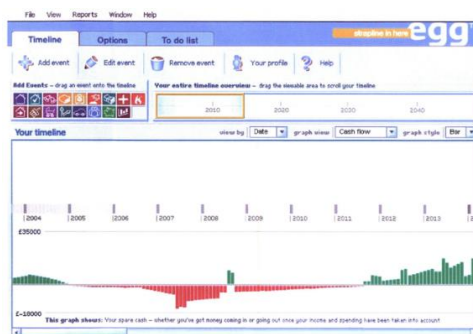 File View Reports Window Help
Timeline Options To do list
strapline in here egg
Add event Edit event Remove event Your profile Help
Add Events – drag an event onto the timeline
Your entire timeline overview – drag the viewable area to scroll your timeline
2010 2020 2030 2040
Your timeline view by Date graph view Cash flow graph style Bar
2004 2005 2006 2007 2008 2009 2010 2011 2012 2013
£35000
£-10000
This graph shows: Your spare cash – whether you've got money coming in or going out once your income and spending have been taken into account